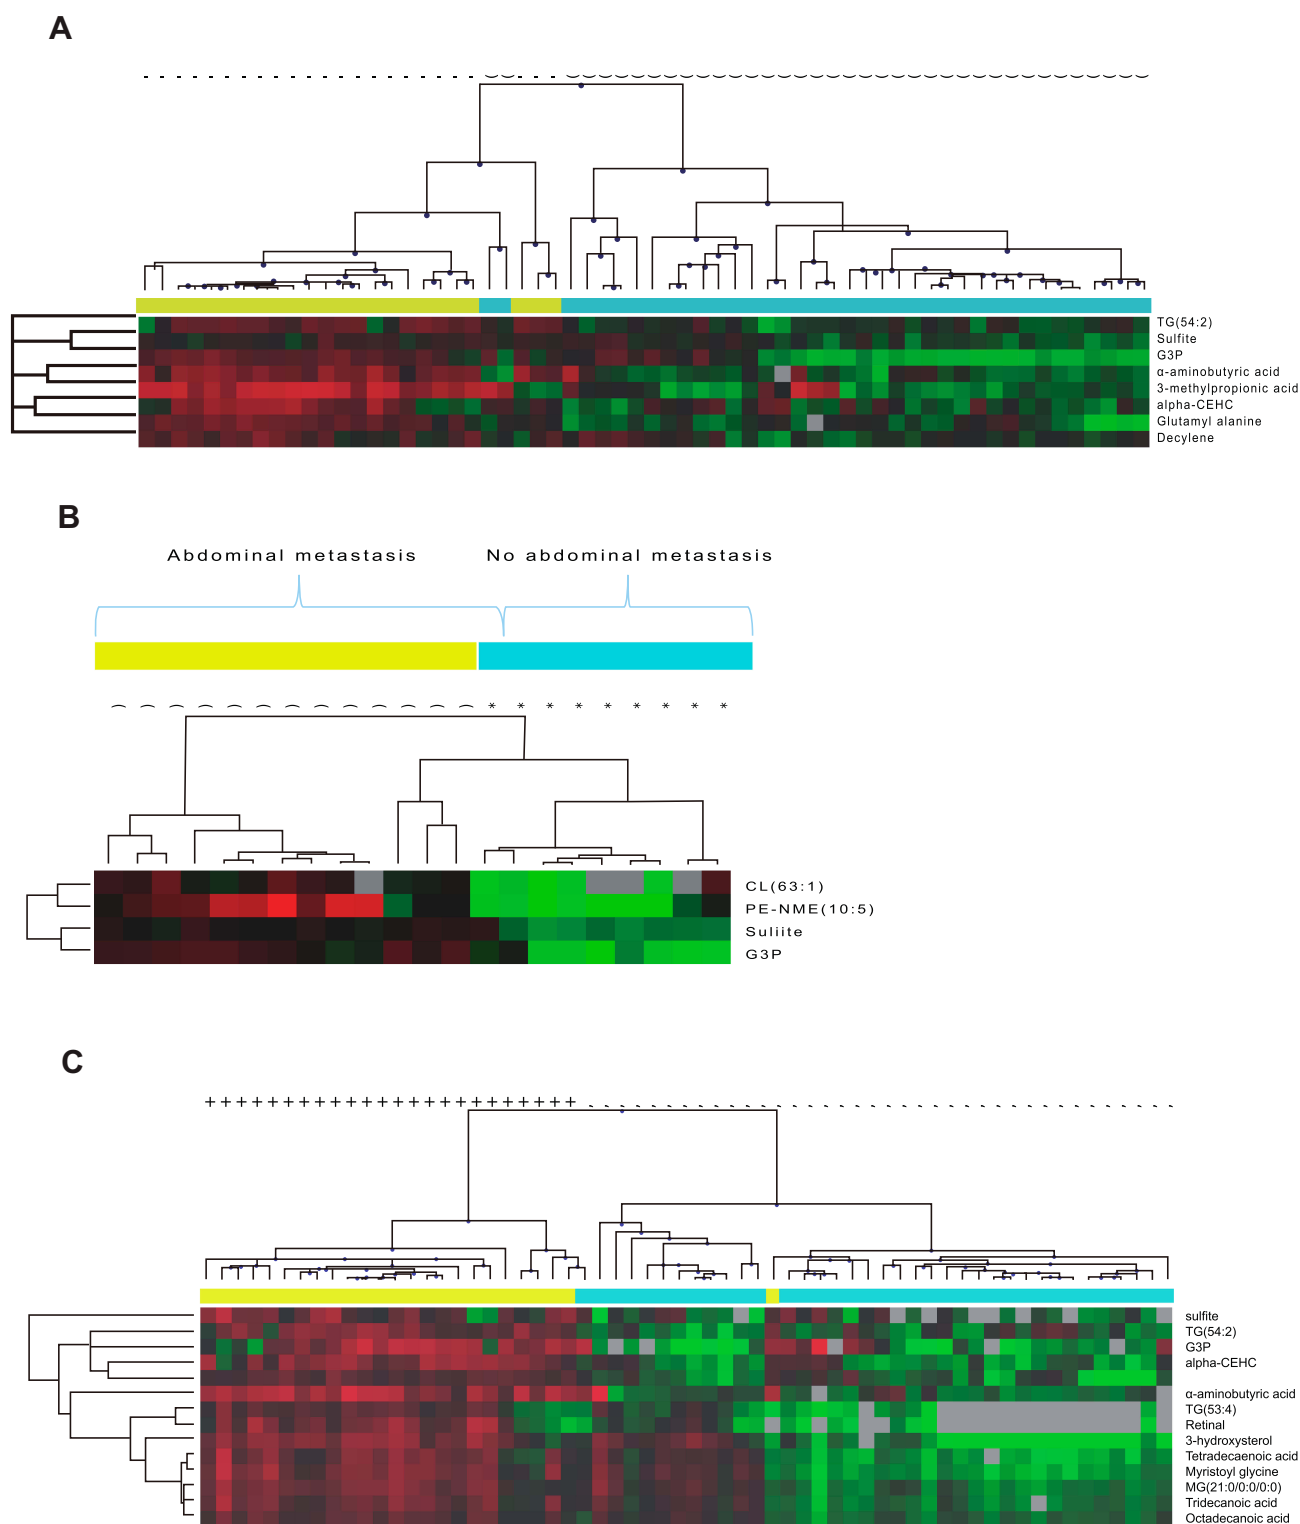 A
TG(54:2)
Sulfite
G3P
α-aminobutyric acid
3-methylpropionic acid
alpha-CEHC
Glutamyl alanine
Decylene
B
Abdominal metastasis No abdominal metastasis
* * * * * * * * *
CL(63:1)
PE-NME(10:5)
Suliite
G3P
C
+ + + + + + + + + + + + + + + + + + + + + + + +
sulfite
TG(54:2)
G3P
alpha-CEHC
α-aminobutyric acid
TG(53:4)
Retinal
3-hydroxysterol
Tetradecaenoic acid
Myristoyl glycine
MG(21:0/0:0/0:0)
Tridecanoic acid
Octadecanoic acid